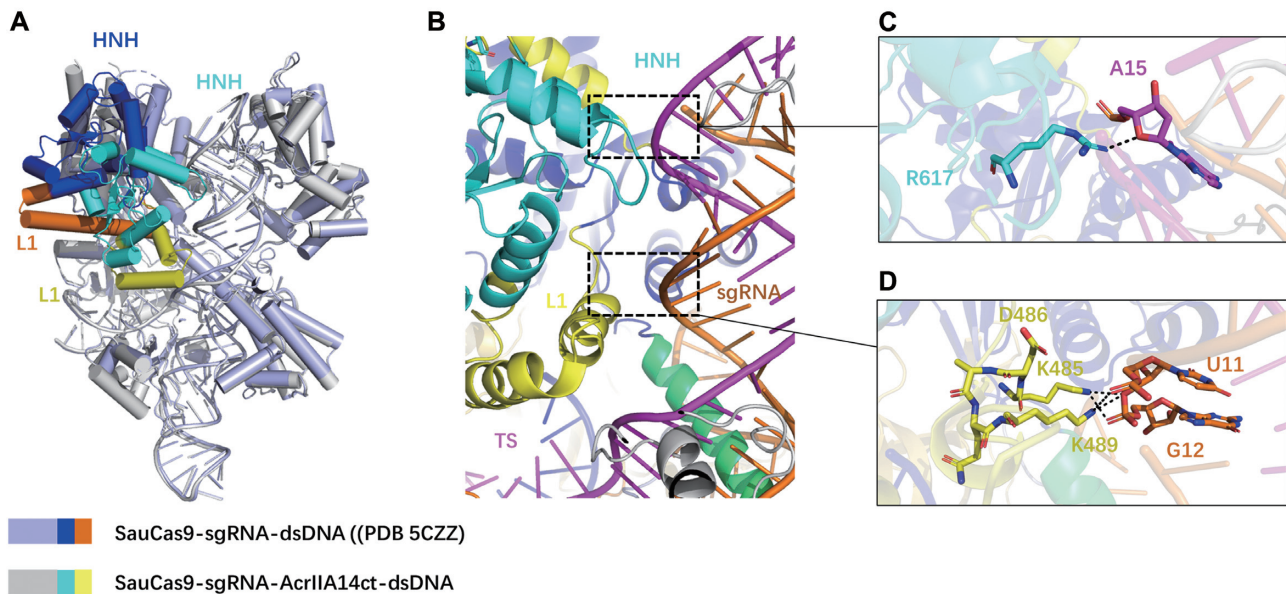 A
HNH
HNH
L1
L1
B
HNH
L1
sgRNA
TS
C
A15
R617
D
D486
K485
U11
K489
G12
SauCas9-sgRNA-dsDNA ((PDB 5CZZ)
SauCas9-sgRNA-AcrIIA14ct-dsDNA